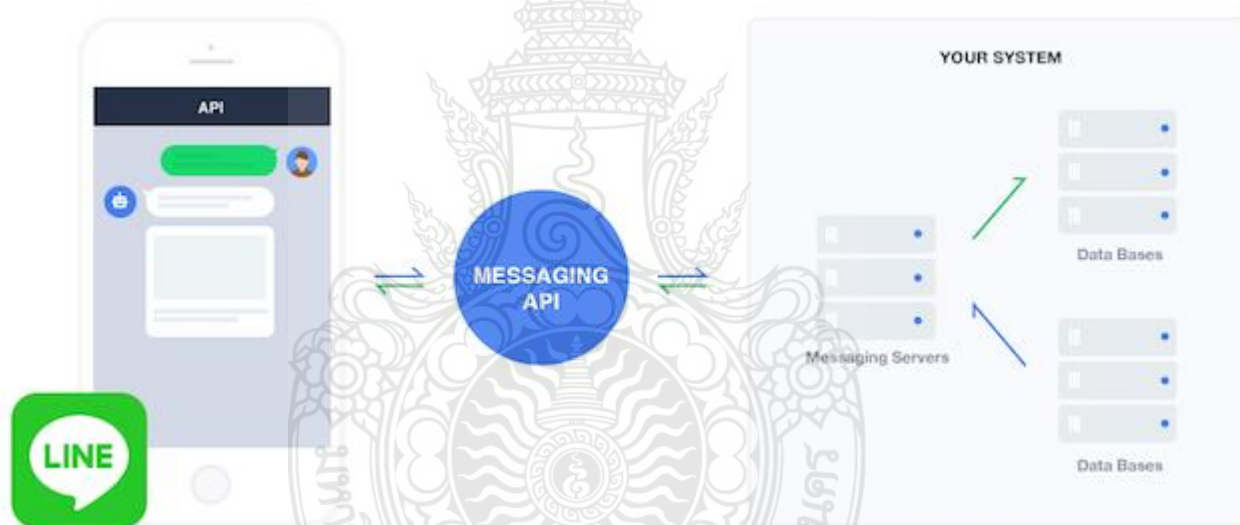 YOUR SYSTEM
API
MESSAGING
API
Data Bases
Messaging Servers
LINE
Data Bases